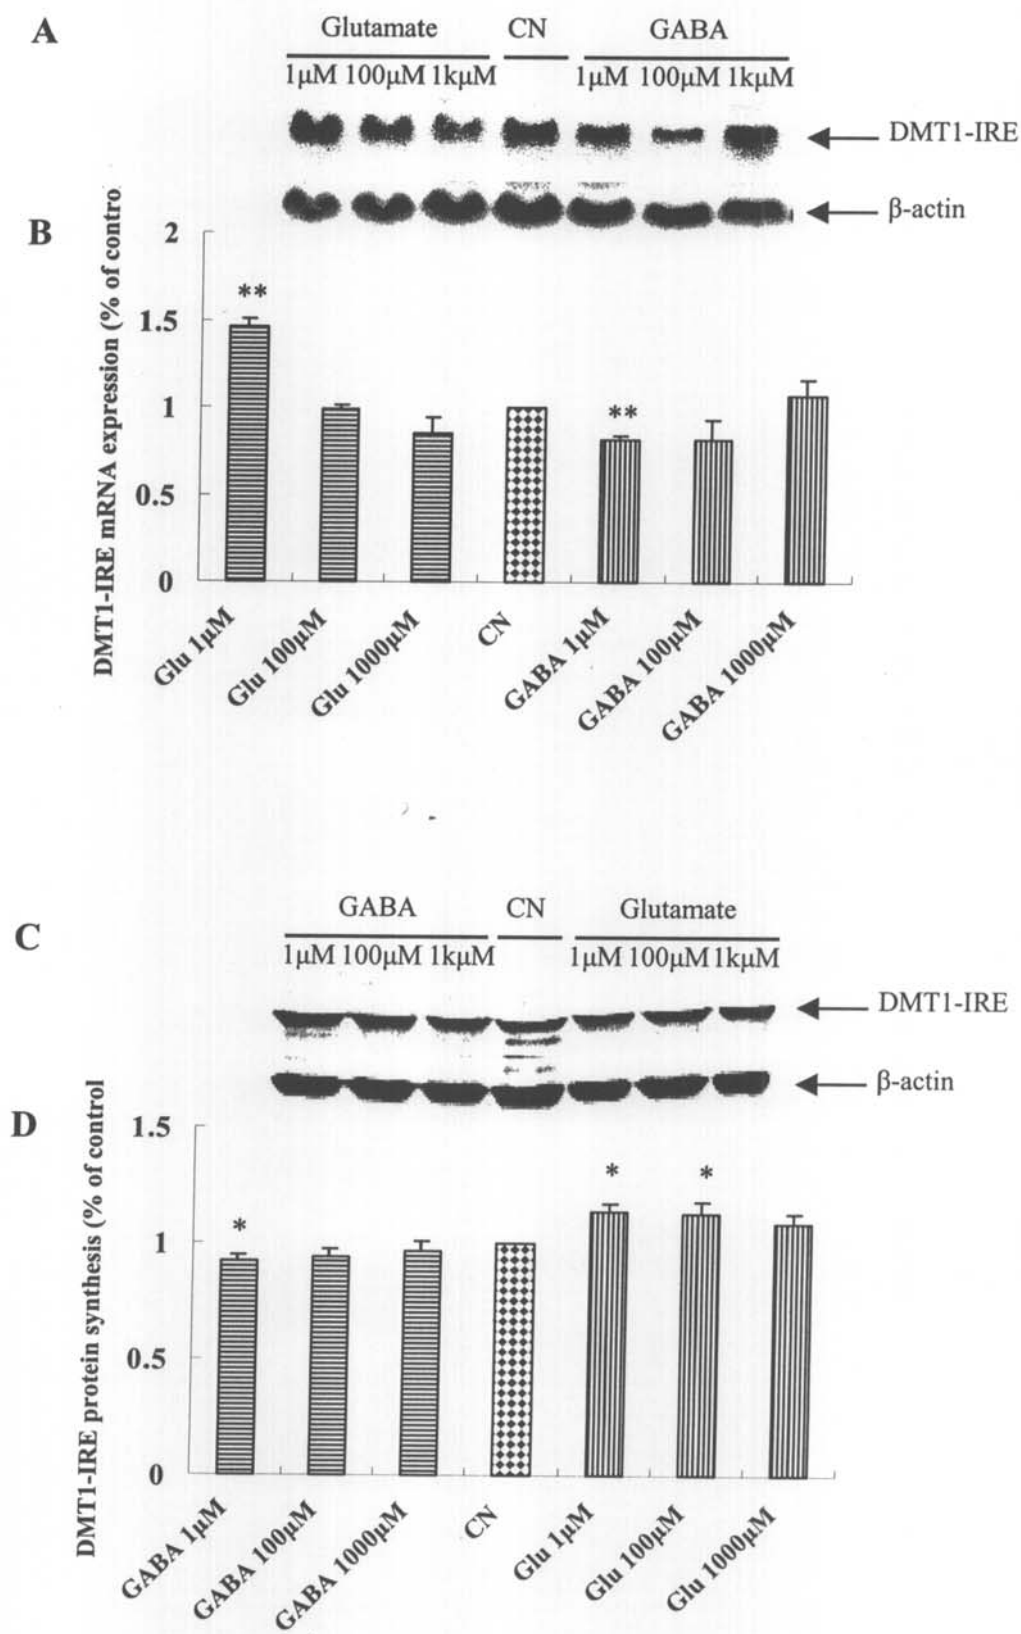 A
Glutamate CN GABA
1μM 100μM 1kμM 1μM 100μM 1kμM
DMT1-IRE
β-actin
B
DMT1-IRE mRNA expression (% of contro
2
1.5
1
0.5
0
**
**
Glu 1μM
Glu 100μM
Glu 1000μM
CN
GABA 1μM
GABA 100μM
GABA 1000μM
C
GABA CN Glutamate
1μM 100μM 1kμM 1μM 100μM 1kμM
DMT1-IRE
β-actin
D
DMT1-IRE protein synthesis (% of control
1.5
1
0.5
0
*
*
*
GABA 1μM
GABA 100μM
GABA 1000μM
CN
Glu 1μM
Glu 100μM
Glu 1000μM